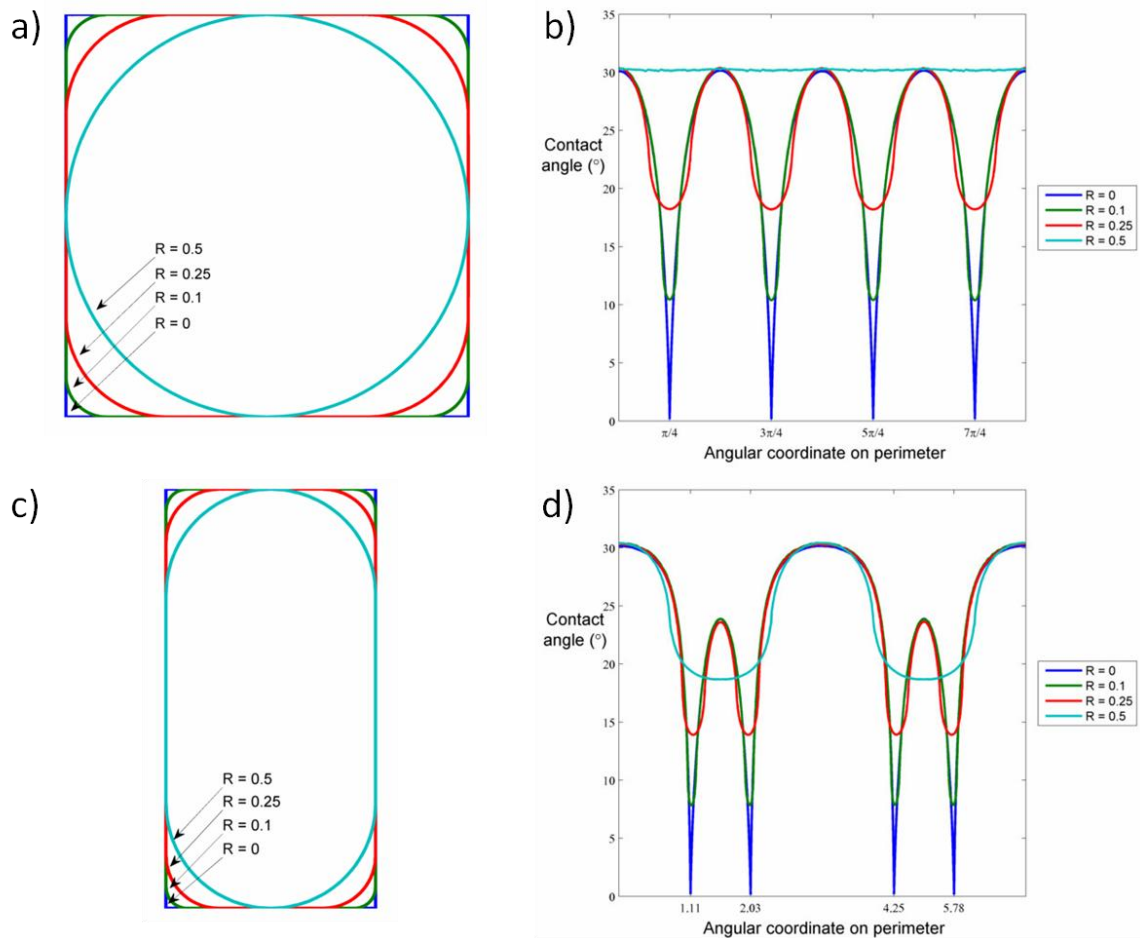 a)
R = 0.5
R = 0.25
R = 0.1
R = 0
b)
35
30
25
20
15
10
5
0
Contact
angle (°)
π/4
3π/4
5π/4
7π/4
Angular coordinate on perimeter
R = 0
R = 0.1
R = 0.25
R = 0.5
c)
R = 0.5
R = 0.25
R = 0.1
R = 0
d)
35
30
25
20
15
10
5
0
Contact
angle (°)
1.11
2.03
4.25
5.78
Angular coordinate on perimeter
R = 0
R = 0.1
R = 0.25
R = 0.5